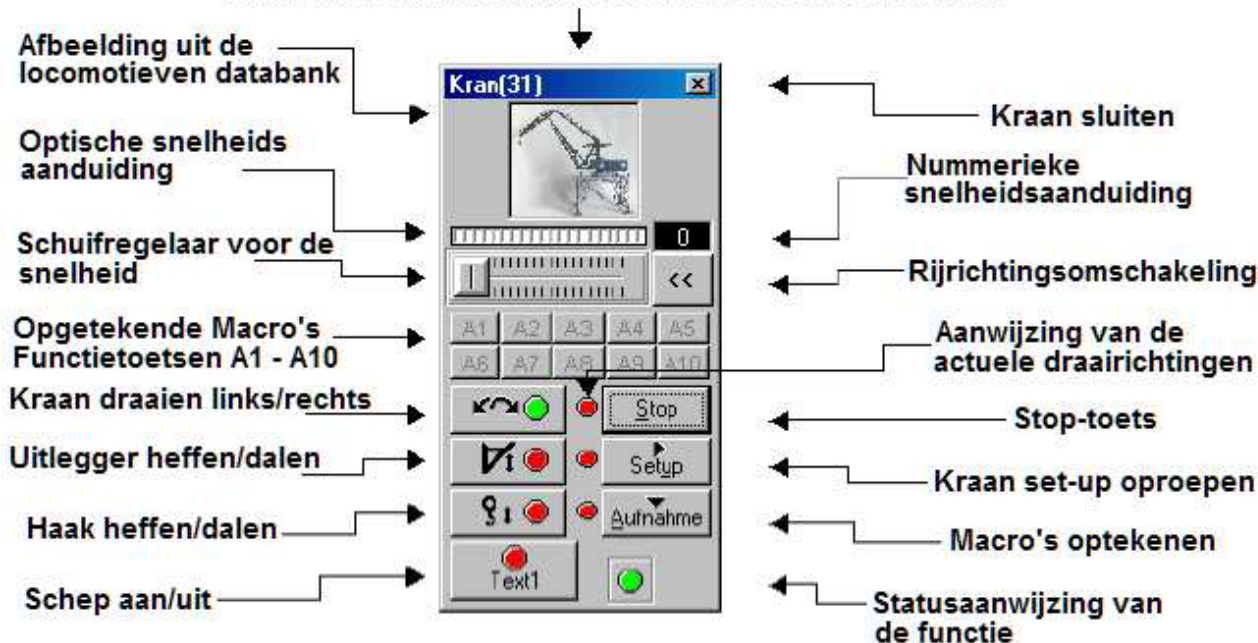 Afbeelding uit de
locomotieven databank
Optische snelheids
aanduiding
Schuifregelaar voor de
snelheid
Opgetekende Macro's
Functietoetsen A1 - A10
Kraan draaien links/rechts
Uitlegger heffen/dalen
Haak heffen/dalen
Schep aan/uit
Kran(31)
0
<<
A1 A2 A3 A4 A5
A6 A7 A8 A9 A10
Stop
Setup
Aufnahme
Text1
Kraan sluiten
Nummerieke
snelheidsaanduiding
Rijrichtingsomschakeling
Aanwijzing van de
actuele draairichtingen
Stop-toets
Kraan set-up oproepen
Macro's optekenen
Statusaanwijzing van
de functie